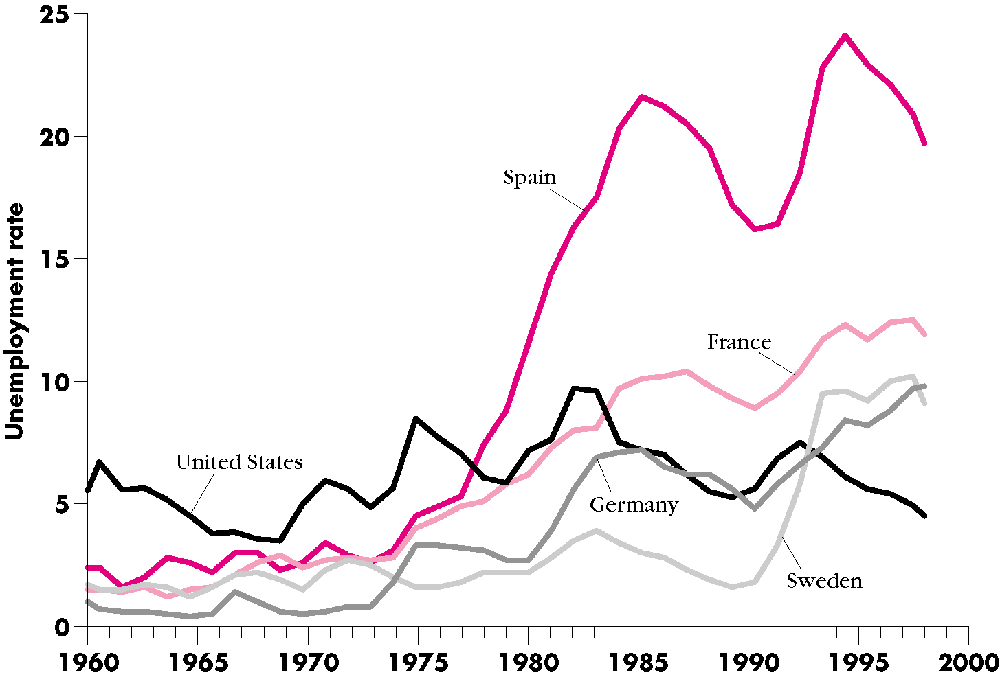 25
20
15
10
5
0
Unemployment rate
Spain
France
United States
Germany
Sweden
1960 1965 1970 1975 1980 1985 1990 1995 2000